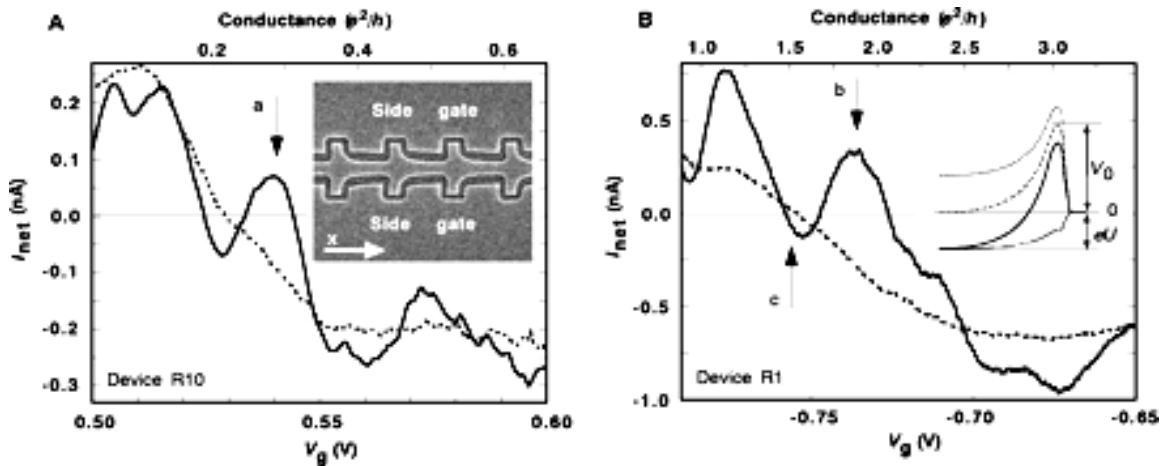 A
Conductance (e²/h)
0.2 0.4 0.6
0.2
0.1
0.0
-0.1
-0.2
-0.3
I_net (nA)
a
Side gate
Side gate
x
Device R10
0.50 0.55 0.60
V_g (V)
B
Conductance (e²/h)
1.0 1.5 2.0 2.5 3.0
0.5
0.0
-0.5
-1.0
I_net (nA)
b
c
V_0
0
eU
Device R1
-0.75 -0.70 -0.65
V_g (V)